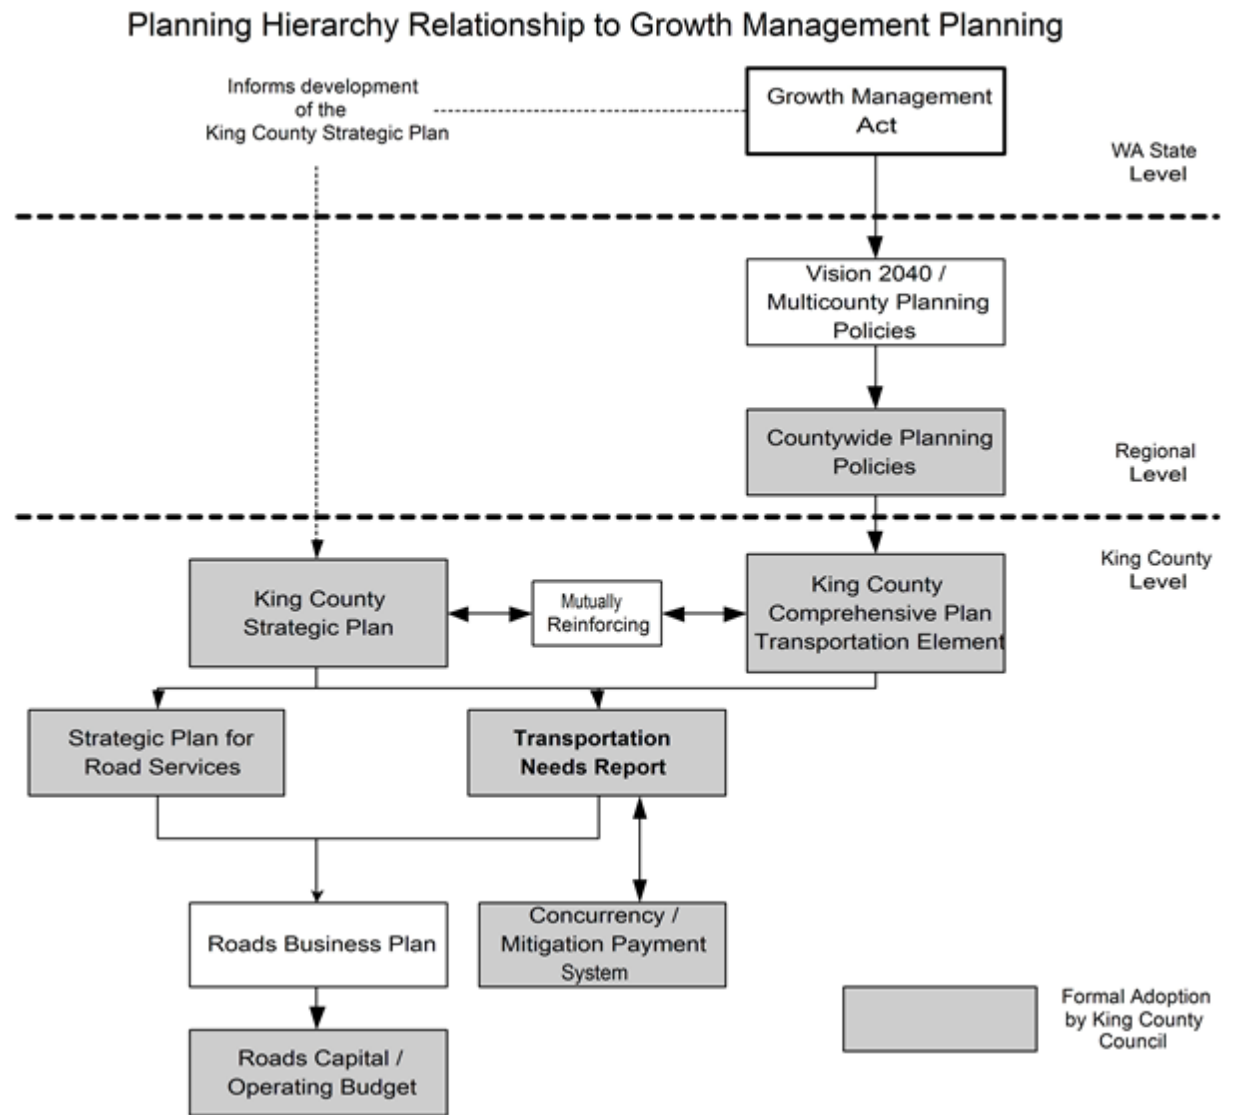 Planning Hierarchy Relationship to Growth Management Planning
Informs development
of the
King County Strategic Plan
Growth Management
Act
WA State
Level
Vision 2040 /
Multicounty Planning
Policies
Countywide Planning
Policies
Regional
Level
King County
Level
King County
Strategic Plan
Mutually
Reinforcing
King County
Comprehensive Plan
Transportation Element
Strategic Plan for
Road Services
Transportation
Needs Report
Roads Business Plan
Concurrency /
Mitigation Payment
System
Roads Capital /
Operating Budget
Formal Adoption
by King County
Council